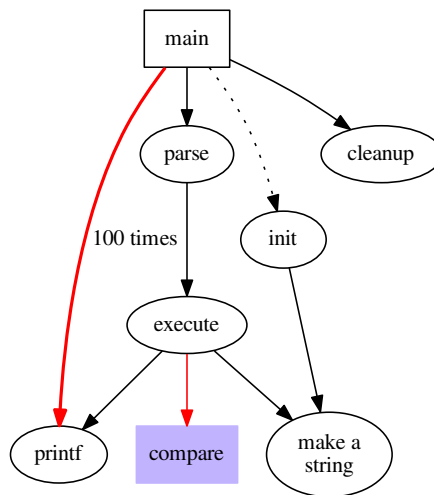 main
parse
cleanup
100 times
init
execute
printf
compare
make a
string